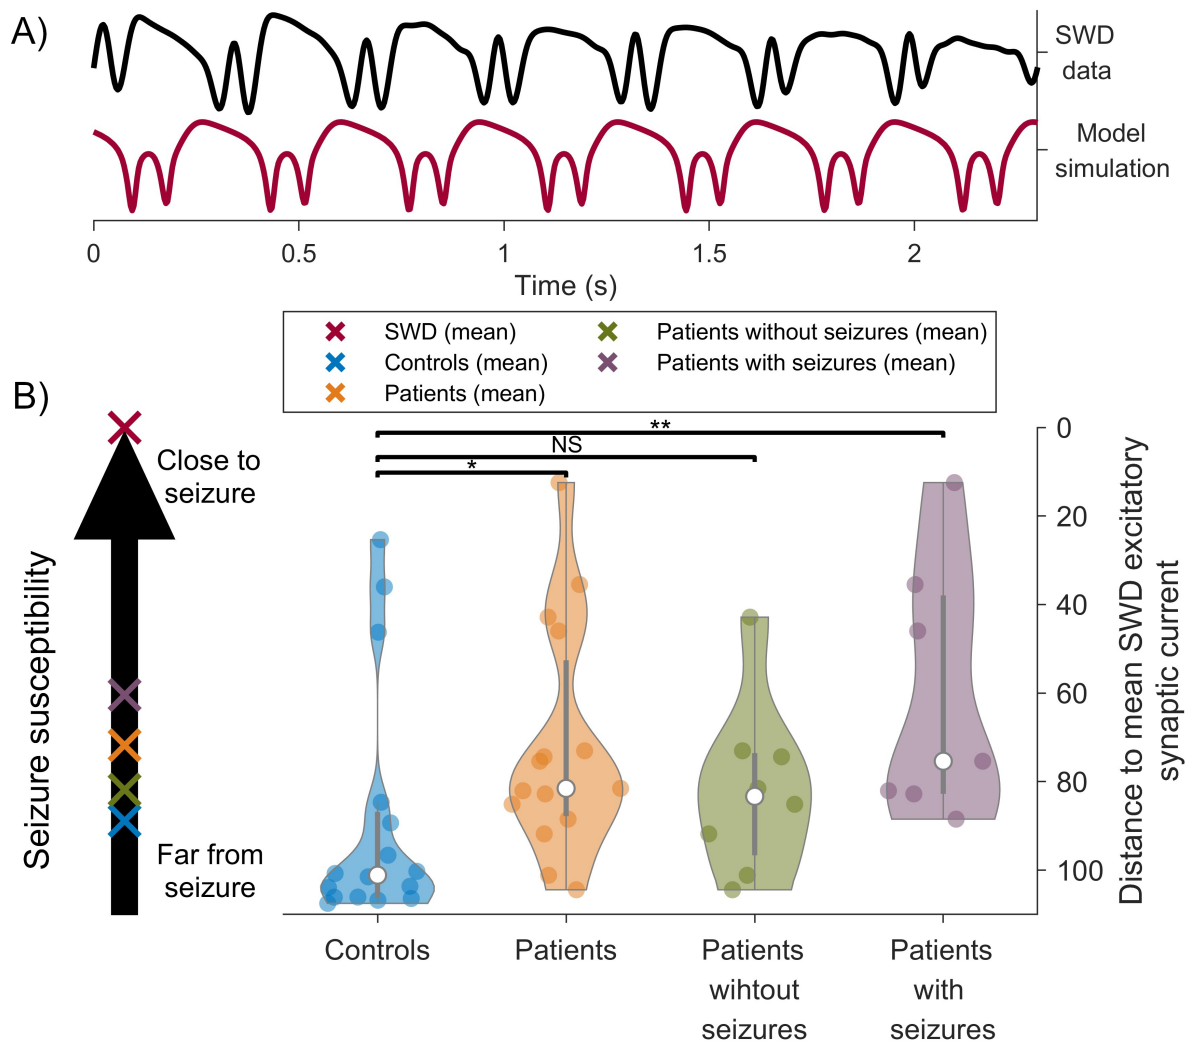 A)
SWD
data
Model
simulation
0 0.5 1 1.5 2
Time (s)
SWD (mean)
Controls (mean)
Patients (mean)
Patients without seizures (mean)
Patients with seizures (mean)
B)
Seizure susceptibility
Close to
seizure
Far from
seizure
**
NS
*
0
20
40
60
80
100
Distance to mean SWD excitatory
synaptic current
Controls
Patients
Patients
wihtout
seizures
Patients
with
seizures